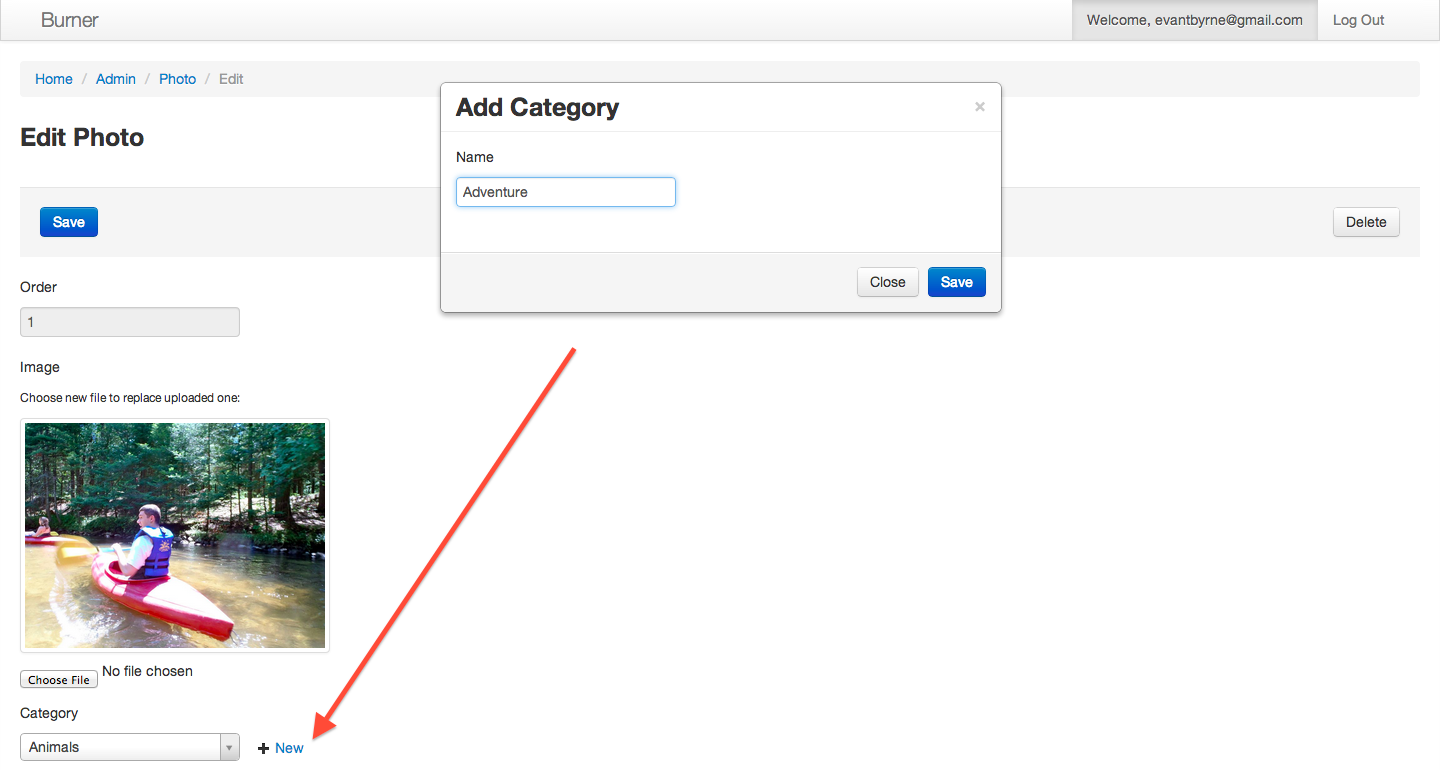 Burner
Welcome, evantbyrne@gmail.com
Log Out
Home / Admin / Photo / Edit
Add Category ×
Edit Photo
Name
Adventure
Save
Delete
Close Save
Order
1
Image
Choose new file to replace uploaded one:
Choose File No file chosen
Category
Animals
+ New